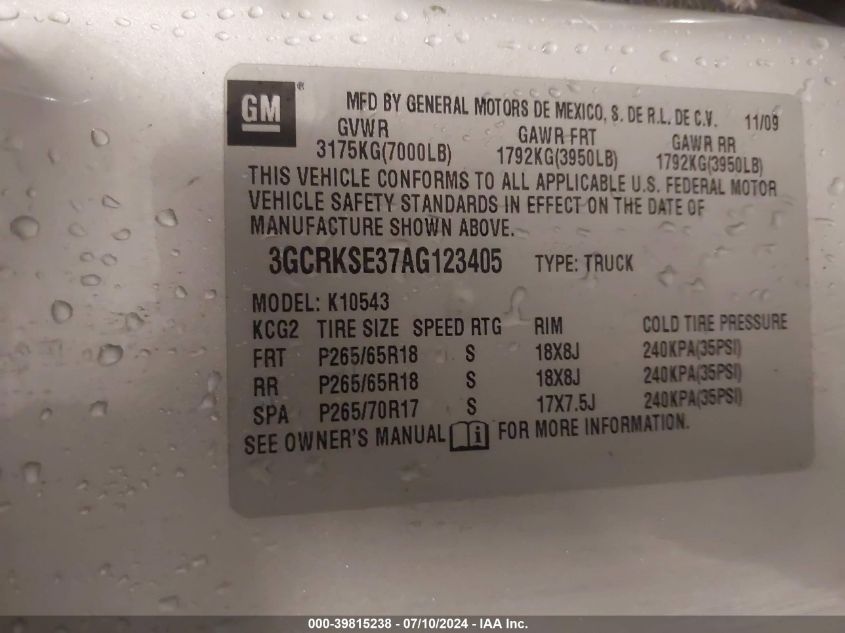 GM ® MFD BY GENERAL MOTORS DE MEXICO, S. DE R.L. DE C.V. 11/09
GVWR GAWR FRT GAWR RR
3175KG(7000LB) 1792KG(3950LB) 1792KG(3950LB)
THIS VEHICLE CONFORMS TO ALL APPLICABLE U.S. FEDERAL MOTOR
VEHICLE SAFETY STANDARDS IN EFFECT ON THE DATE OF
MANUFACTURE SHOWN ABOVE.
3GCRKSE37AG123405 TYPE: TRUCK
MODEL: K10543
KCG2 TIRE SIZE SPEED RTG RIM COLD TIRE PRESSURE
FRT P265/65R18 S 18X8J 240KPA(35PSI)
RR P265/65R18 S 18X8J 240KPA(35PSI)
SPA P265/70R17 S 17X7.5J 240KPA(35PSI)
SEE OWNER'S MANUAL i FOR MORE INFORMATION.
000-39815238 - 07/10/2024 - IAA Inc.